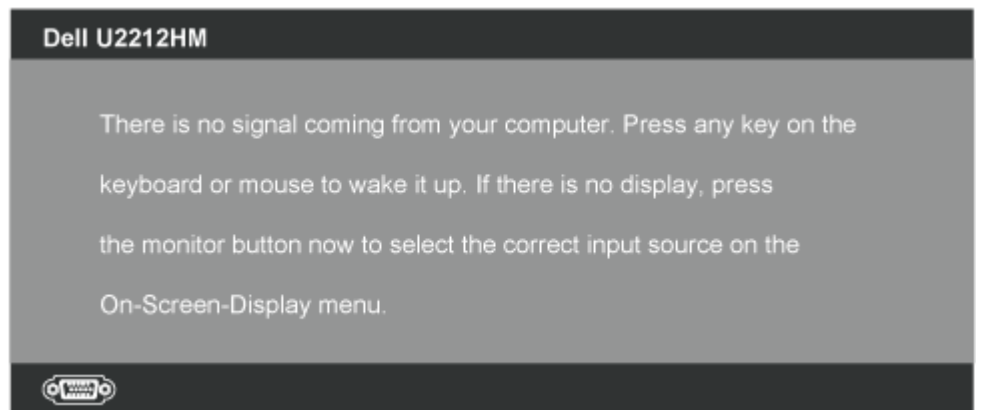 Dell U2212HM
There is no signal coming from your computer. Press any key on the
keyboard or mouse to wake it up. If there is no display, press
the monitor button now to select the correct input source on the
On-Screen-Display menu.